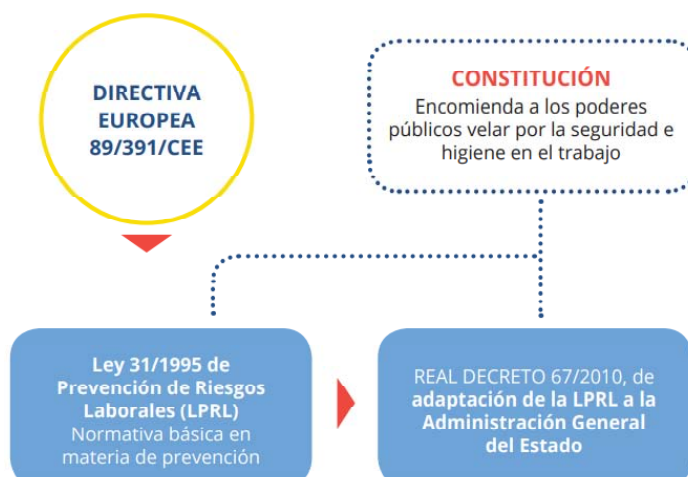 DIRECTIVA
EUROPEA
89/391/CEE
CONSTITUCIÓN
Encomienda a los poderes
públicos velar por la seguridad e
higiene en el trabajo
Ley 31/1995 de
Prevención de Riesgos
Laborales (LPRL)
Normativa básica en
materia de prevención
REAL DECRETO 67/2010, de
adaptación de la LPRL a la
Administración General
del Estado